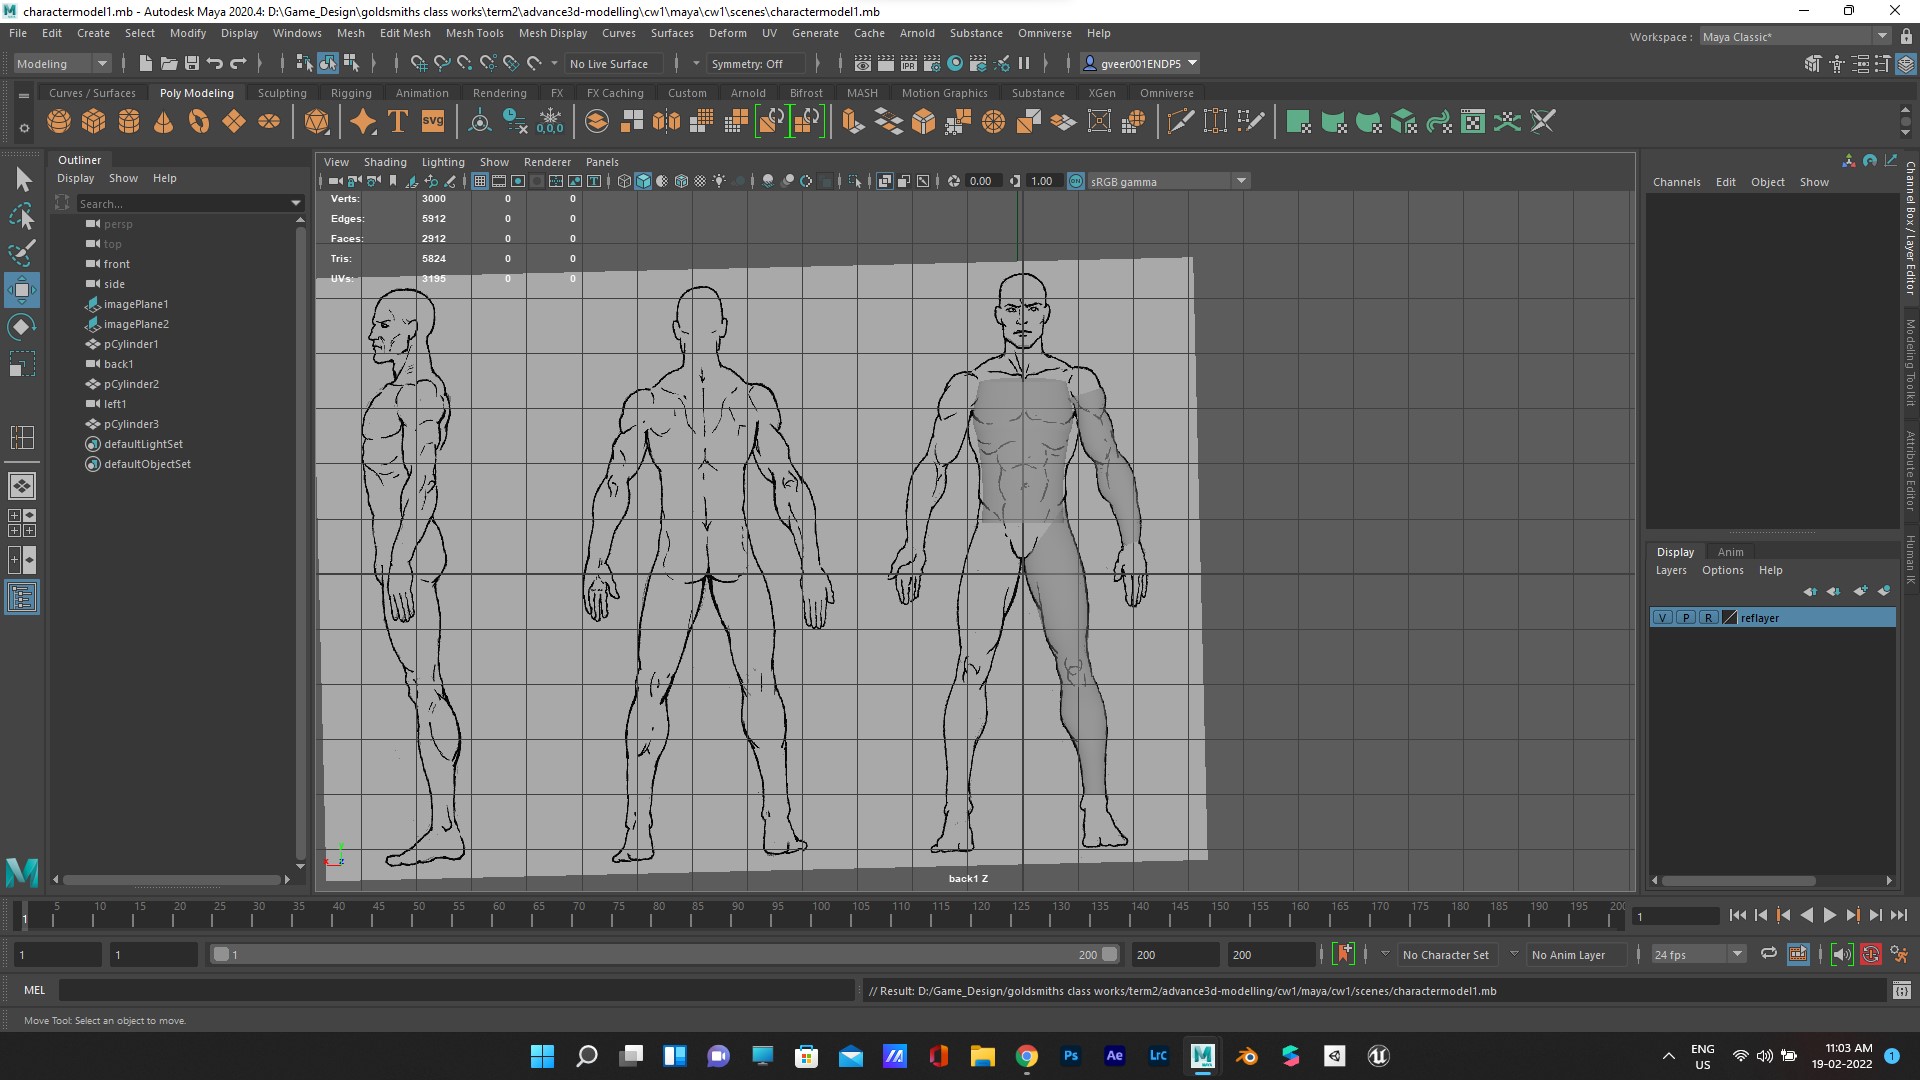 charactermodel1.mb - Autodesk Maya 2020.4: D:\Game_Design\goldsmiths class works\term2\advance3d-modelling\cw1\maya\cw1\scenes\charactermodel1.mb
File Edit Create Select Modify Display Windows Mesh Edit Mesh Mesh Tools Mesh Display Curves Surfaces Deform UV Generate Cache Arnold Substance Omniverse Help
Workspace : Maya Classic*
Modeling No Live Surface Symmetry: Off IPR gveer001ENDP5
Curves / Surfaces Poly Modeling Sculpting Rigging Animation Rendering FX FX Caching Custom Arnold Bifrost MASH Motion Graphics Substance XGen Omniverse
T svg 0,0,0
Outliner
Display Show Help
Search...
persp
top
front
side
imagePlane1
imagePlane2
pCylinder1
back1
pCylinder2
left1
pCylinder3
defaultLightSet
defaultObjectSet
View Shading Lighting Show Renderer Panels
0.00 1.00 sRGB gamma
Verts: 3000 0 0
Edges: 5912 0 0
Faces: 2912 0 0
Tris: 5824 0 0
UVs: 3195 0 0
back1 Z
Channels Edit Object Show
Channel Box / Layer Editor
Modeling Toolkit
Attribute Editor
Human IK
Display Anim
Layers Options Help
V P R reflayer
1 5 10 15 20 25 30 35 40 45 50 55 60 65 70 75 80 85 90 95 100 105 110 115 120 125 130 135 140 145 150 155 160 165 170 175 180 185 190 195 200 1
1 1 1 200 200 200 No Character Set No Anim Layer 24 fps
MEL // Result: D:/Game_Design/goldsmiths class works/term2/advance3d-modelling/cw1/maya/cw1/scenes/charactermodel1.mb
Move Tool: Select an object to move.
Ps Ae Lrc
ENG
US
11:03 AM
19-02-2022
1